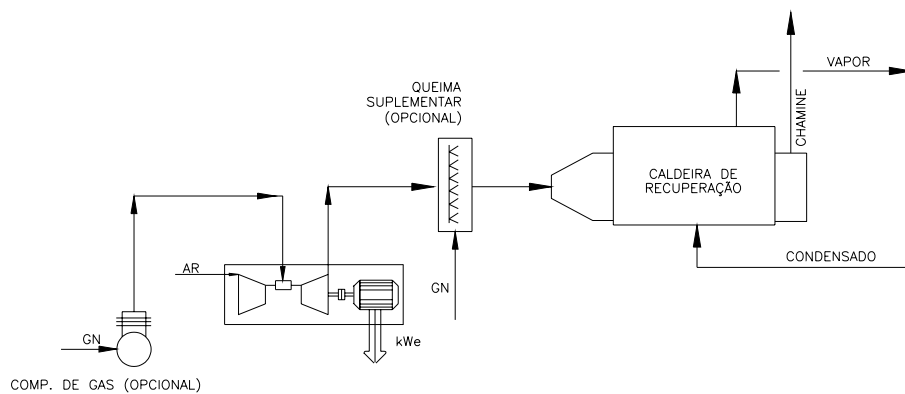 QUEIMA
SUPLEMENTAR
(OPCIONAL)
VAPOR
CHAMINE
CALDEIRA DE
RECUPERAÇÃO
CONDENSADO
AR
GN
kWe
GN
COMP. DE GAS (OPCIONAL)